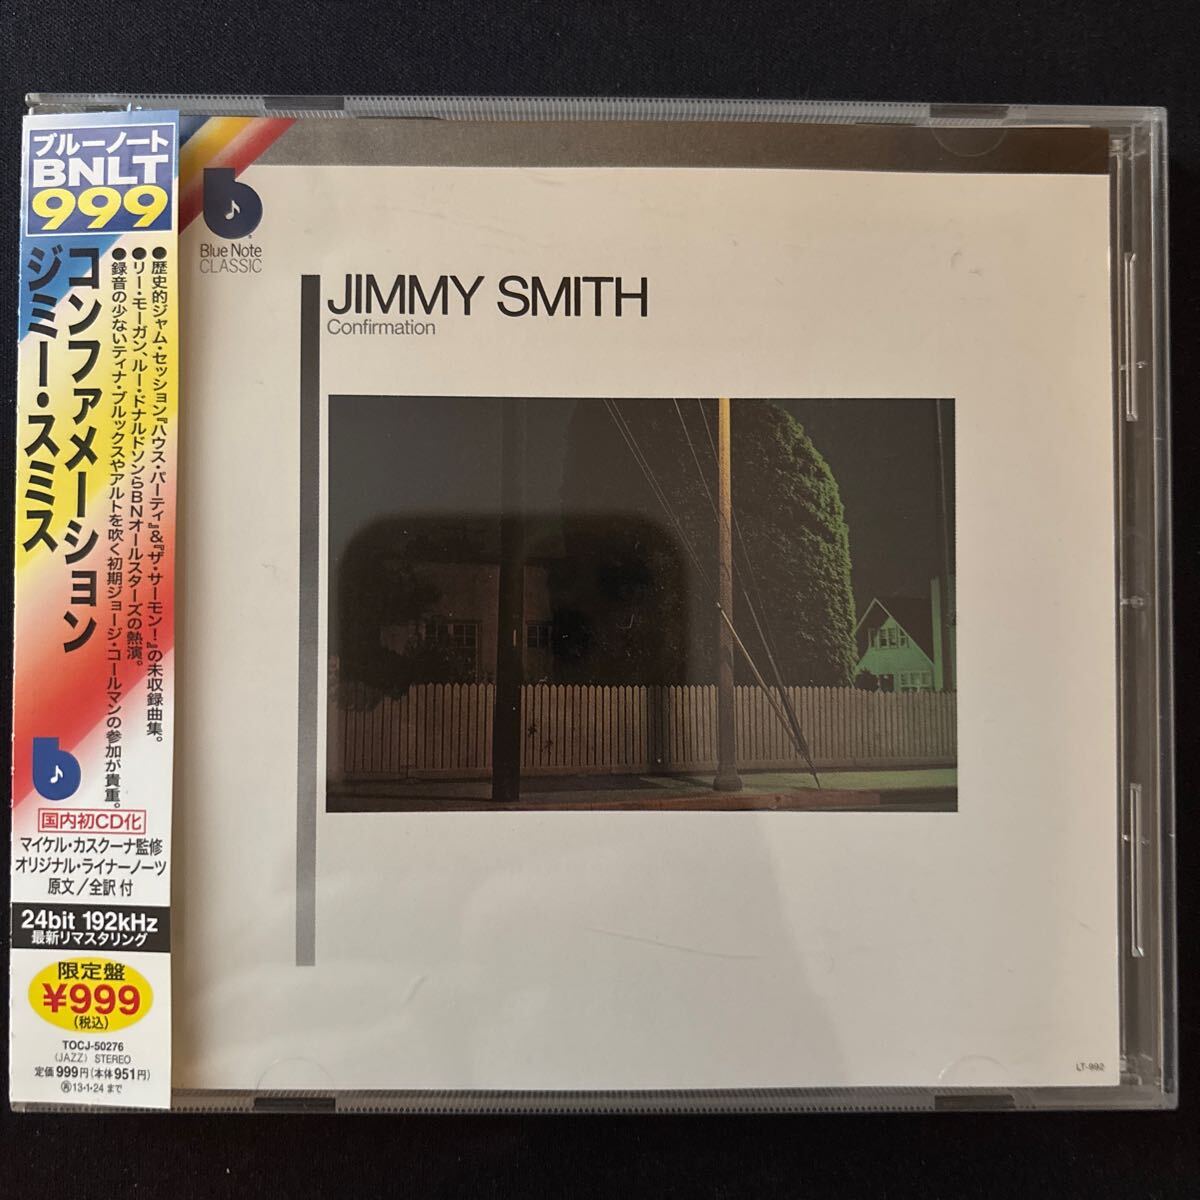 ブルーノート
BNLT
999
コンファメーション
ジミー・スミス
●歴史的ジャム・セッション『ハウス・パーティ』&『ザ・サーモン!』の未収録曲集。
●リー・モーガン、ルー・ドナルドソンらBNオールスターズの熱演。
●録音の少ないティナ・ブルックスやアルトを吹く初期ジョージ・コールマンの参加が貴重。
国内初CD化
マイケル・カスクーナ監修
オリジナル・ライナーノーツ
原文/全訳付
24bit 192kHz
最新リマスタリング
限定盤
¥999
(税込)
TOCJ-50276
(JAZZ) STEREO
定価999円(本体951円)
Ⓡ13・1・24まで
Blue Note
CLASSIC
JIMMY SMITH
Confirmation
LT-992